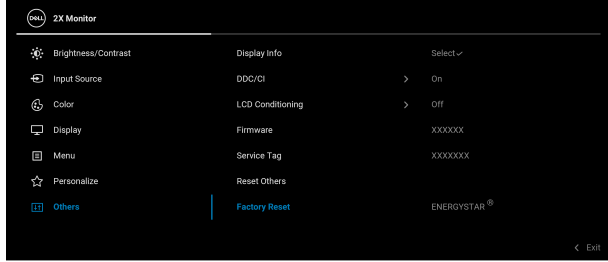 DELL 2X Monitor
Brightness/Contrast Display Info Select✓
Input Source DDC/CI > On
Color LCD Conditioning > Off
Display Firmware XXXXXX
Menu Service Tag XXXXXXX
Personalize Reset Others
Others Factory Reset ENERGYSTAR®
< Exit